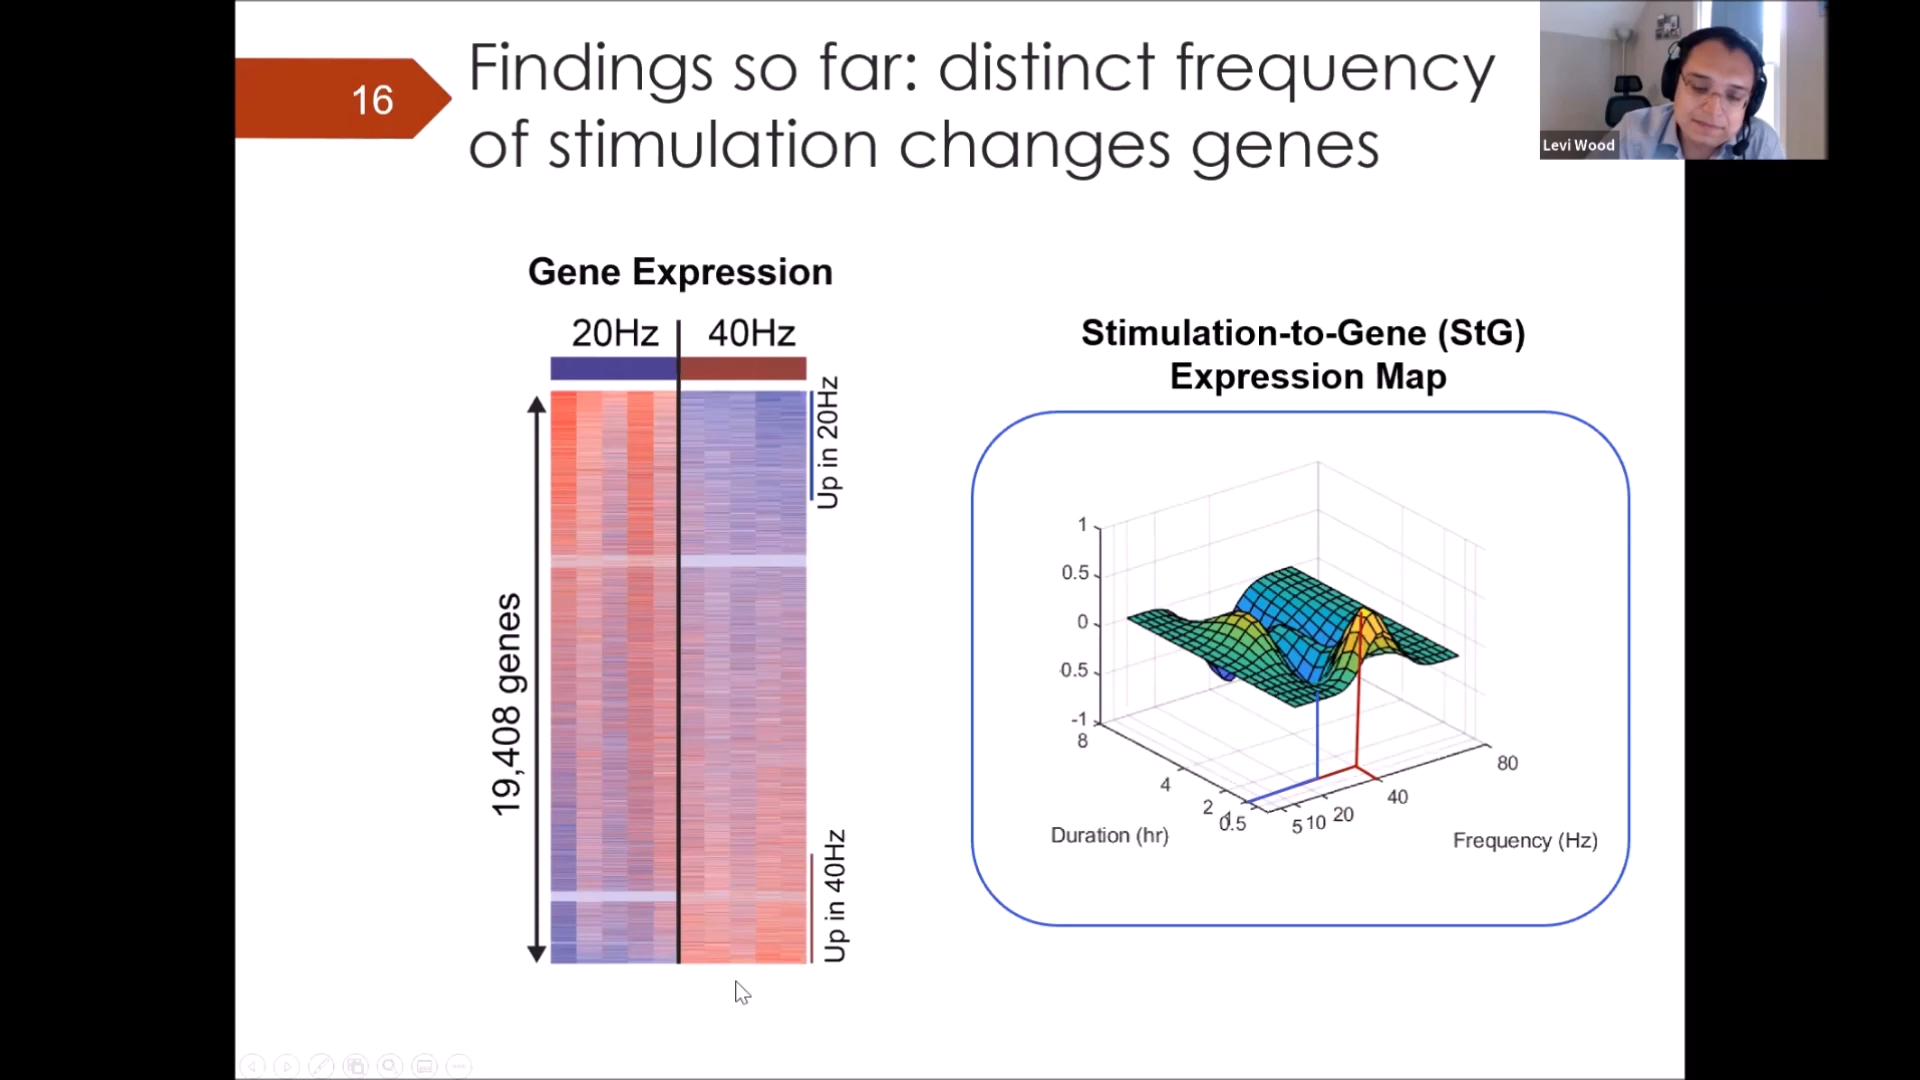 16
Findings so far: distinct frequency
of stimulation changes genes
Levi Wood
Gene Expression
20Hz
40Hz
19,408 genes
Up in 20Hz
Up in 40Hz
Stimulation-to-Gene (StG)
Expression Map
1
0.5
0
-0.5
-1
8
4
2
1
0.5
Duration (hr)
5
10
20
40
80
Frequency (Hz)